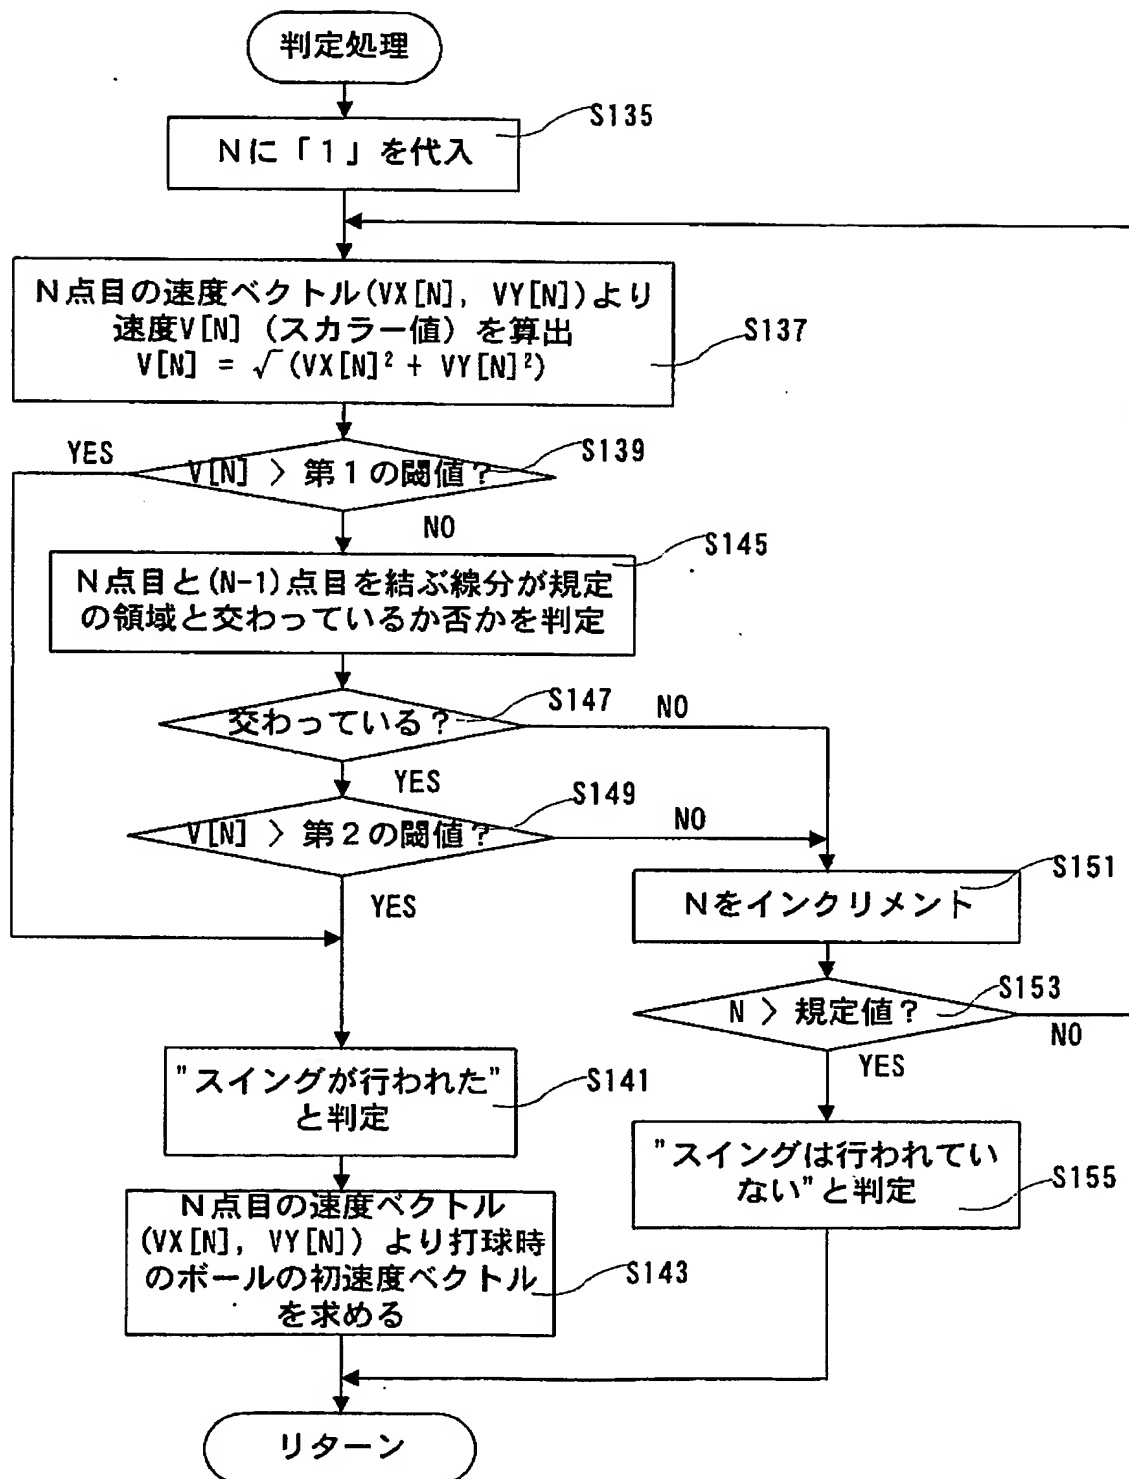 判定処理
S135
Nに「1」を代入
N点目の速度ベクトル(VX[N], VY[N])より
速度V[N] (スカラー値) を算出
V[N] = √(VX[N]² + VY[N]²)
S137
YES
V[N] > 第1の閾値?
S139
NO
S145
N点目と(N-1)点目を結ぶ線分が規定
の領域と交わっているか否かを判定
交わっている?
S147
NO
YES
V[N] > 第2の閾値?
S149
NO
YES
S151
Nをインクリメント
N > 規定値?
S153
NO
YES
"スイングが行われた"
と判定
S141
"スイングは行われてい
ない"と判定
S155
N点目の速度ベクトル
(VX[N], VY[N]) より打球時
のボールの初速度ベクトル
を求める
S143
リターン